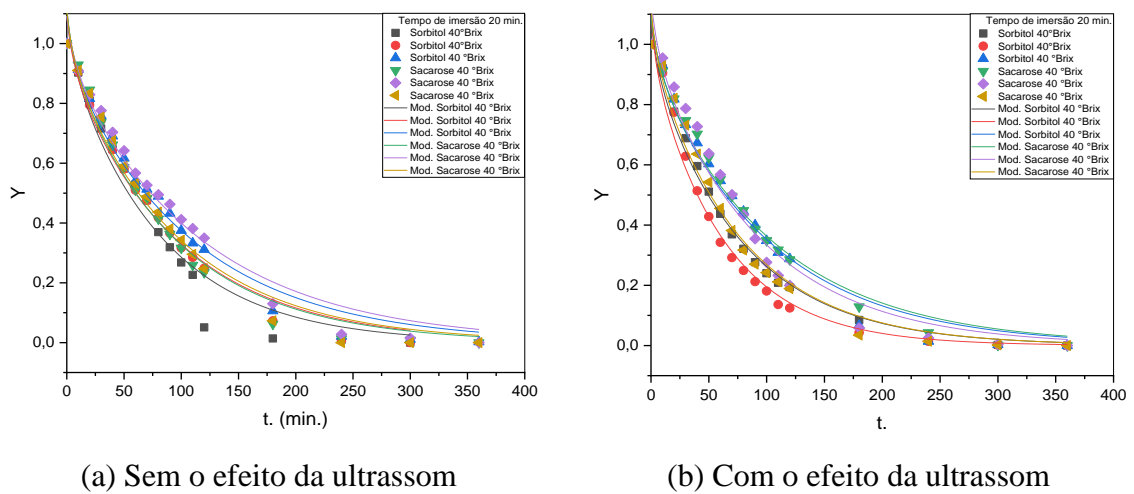 Tempo de imersão 20 min.
Sorbitol 40°Brix
Sorbitol 40°Brix
Sorbitol 40 °Brix
Sacarose 40 °Brix
Sacarose 40 °Brix
Sacarose 40 °Brix
Mod. Sorbitol 40 °Brix
Mod. Sorbitol 40 °Brix
Mod. Sorbitol 40 °Brix
Mod. Sacarose 40 °Brix
Mod. Sacarose 40 °Brix
Mod. Sacarose 40 °Brix
1,0
0,8
0,6
0,4
0,2
0,0
Y
0 50 100 150 200 250 300 350 400
t. (min.)
(a) Sem o efeito da ultrassom
Tempo de imersão 20 min.
Sorbitol 40 °Brix
Sorbitol 40 °Brix
Sorbitol 40 °Brix
Sacarose 40 °Brix
Sacarose 40 °Brix
Sacarose 40 °Brix
Mod. Sorbitol 40 °Brix
Mod. Sorbitol 40 °Brix
Mod. Sorbitol 40 °Brix
Mod. Sacarose 40 °Brix
Mod. Sacarose 40 °Brix
Mod. Sacarose 40 °Brix
1,0
0,8
0,6
0,4
0,2
0,0
Y
0 50 100 150 200 250 300 350 400
t.
(b) Com o efeito da ultrassom